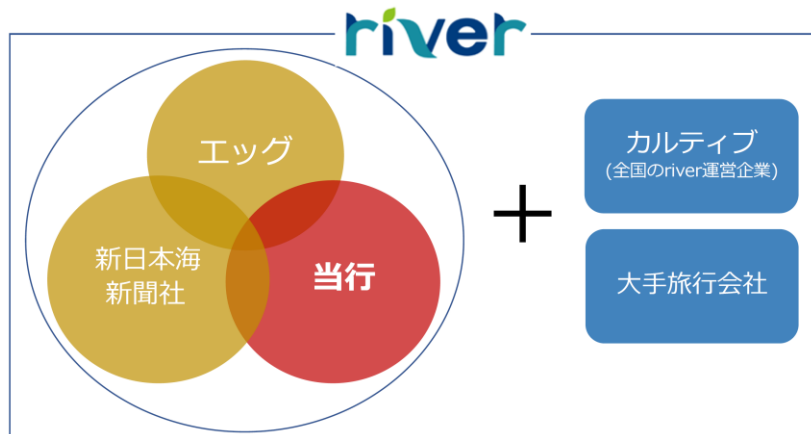 river
エッグ
新日本海
新聞社
当行
+
カルティブ
(全国のriver運営企業)
大手旅行会社